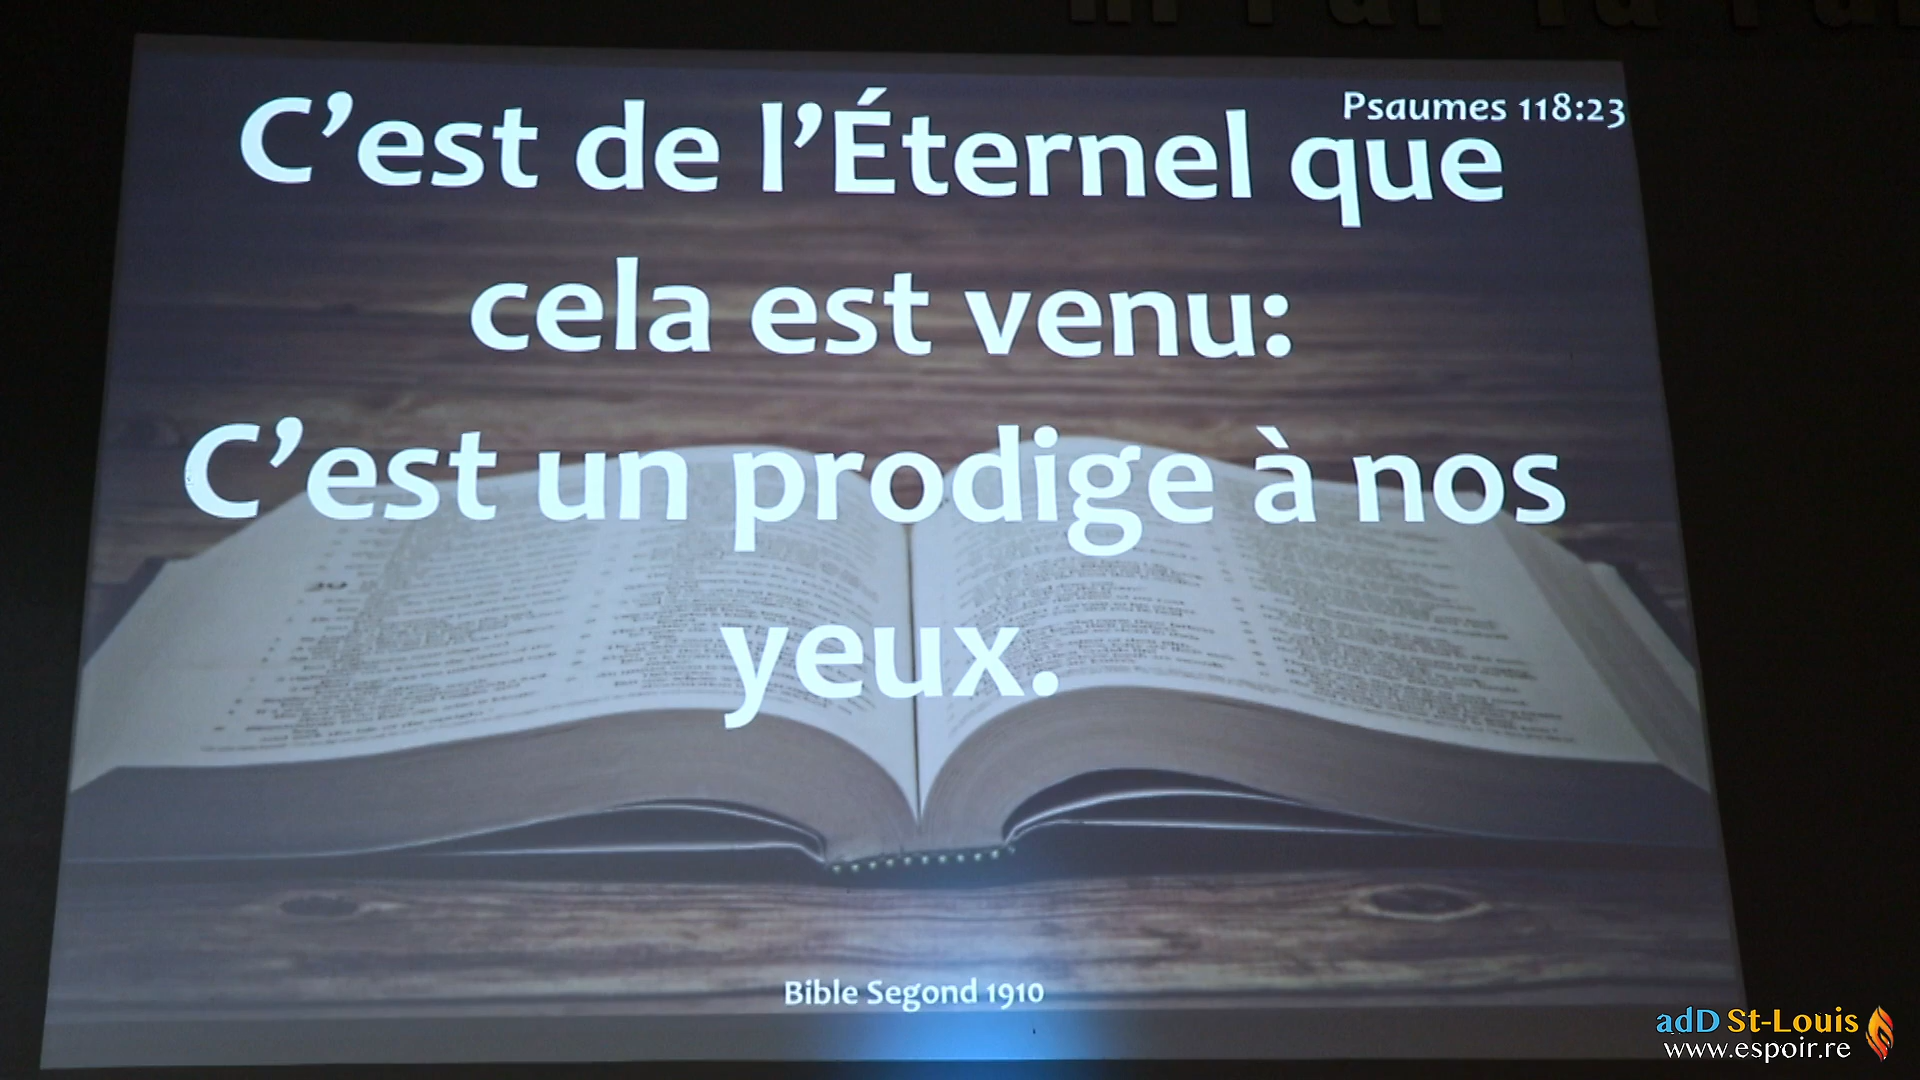 Psaumes 118:23
C’est de l’Éternel que
cela est venu:
C’est un prodige à nos
yeux.
Bible Segond 1910
adD St-Louis
www.espoir.re